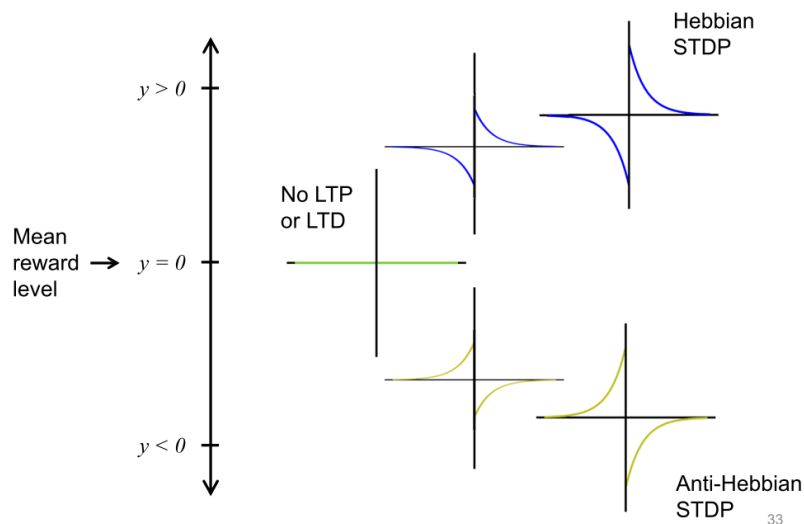 Hebbian
STDP
y > 0
No LTP
or LTD
Mean
reward
level
y = 0
y < 0
Anti-Hebbian
STDP
33